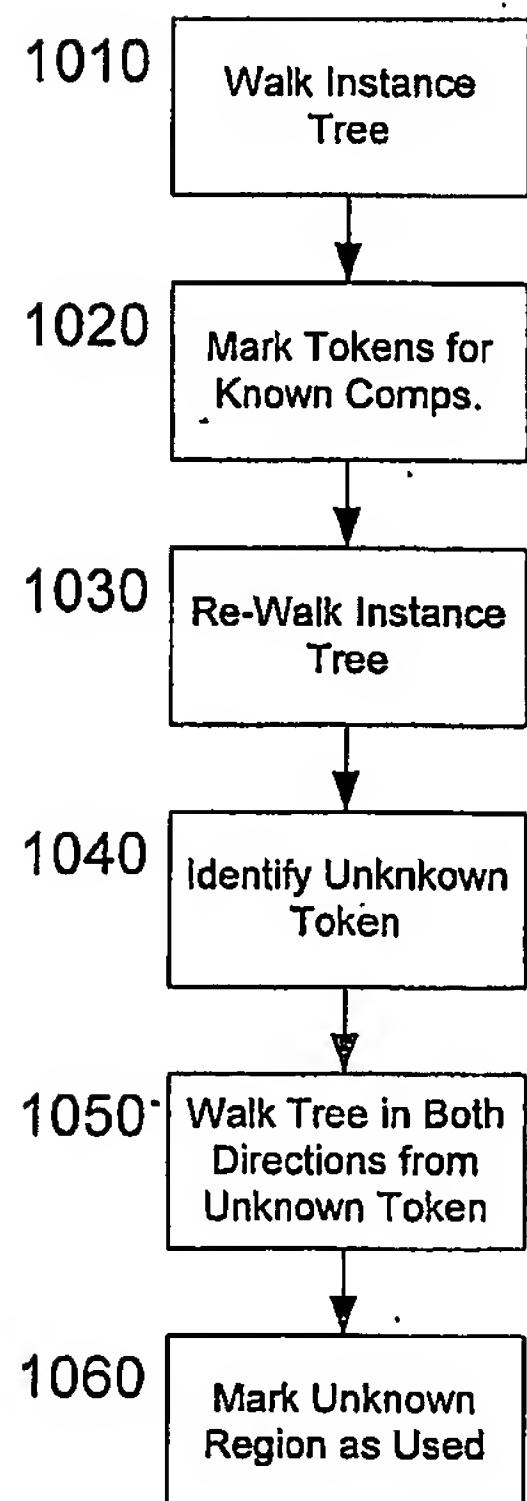 1010
Walk Instance
Tree
1020
Mark Tokens for
Known Comps.
1030
Re-Walk Instance
Tree
1040
Identify Unknkown
Token
1050
Walk Tree in Both
Directions from
Unknown Token
1060
Mark Unknown
Region as Used